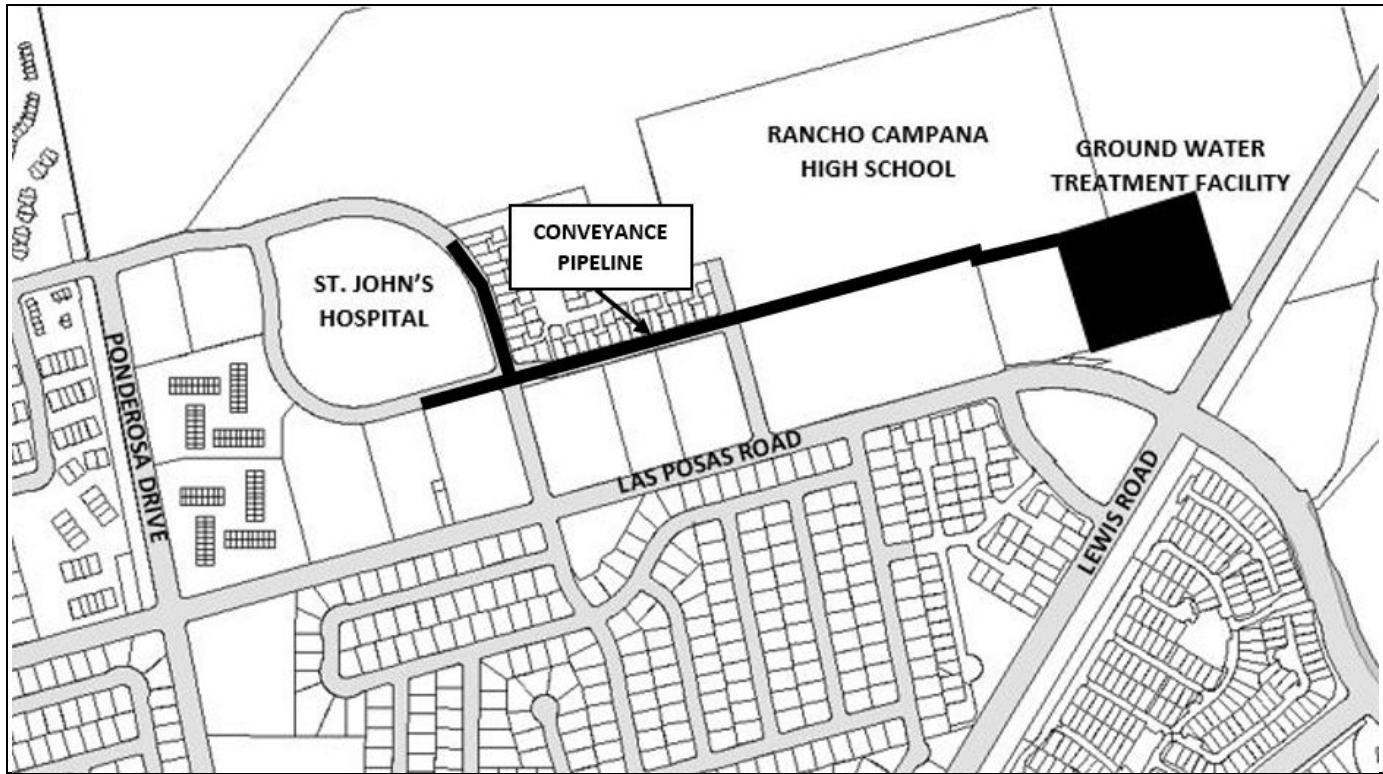 RANCHO CAMPANA
HIGH SCHOOL
GROUND WATER
TREATMENT FACILITY
CONVEYANCE
PIPELINE
ST. JOHN'S
HOSPITAL
PONDEROSA DRIVE
LAS POSAS ROAD
LEWIS ROAD